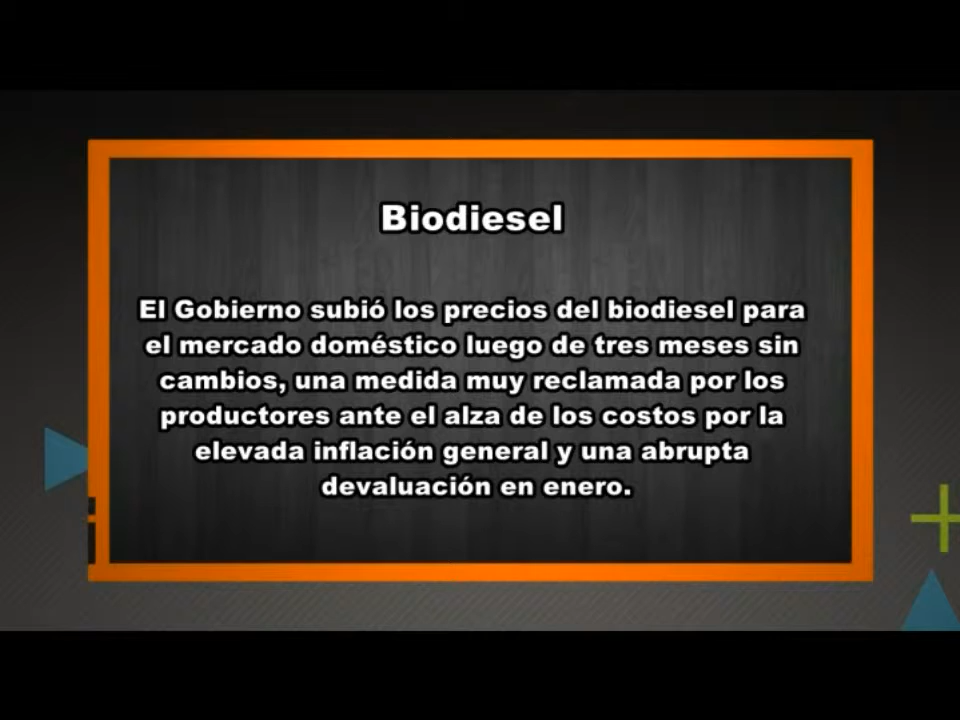 Biodiesel
El Gobierno subió los precios del biodiesel para
el mercado doméstico luego de tres meses sin
cambios, una medida muy reclamada por los
productores ante el alza de los costos por la
elevada inflación general y una abrupta
devaluación en enero.